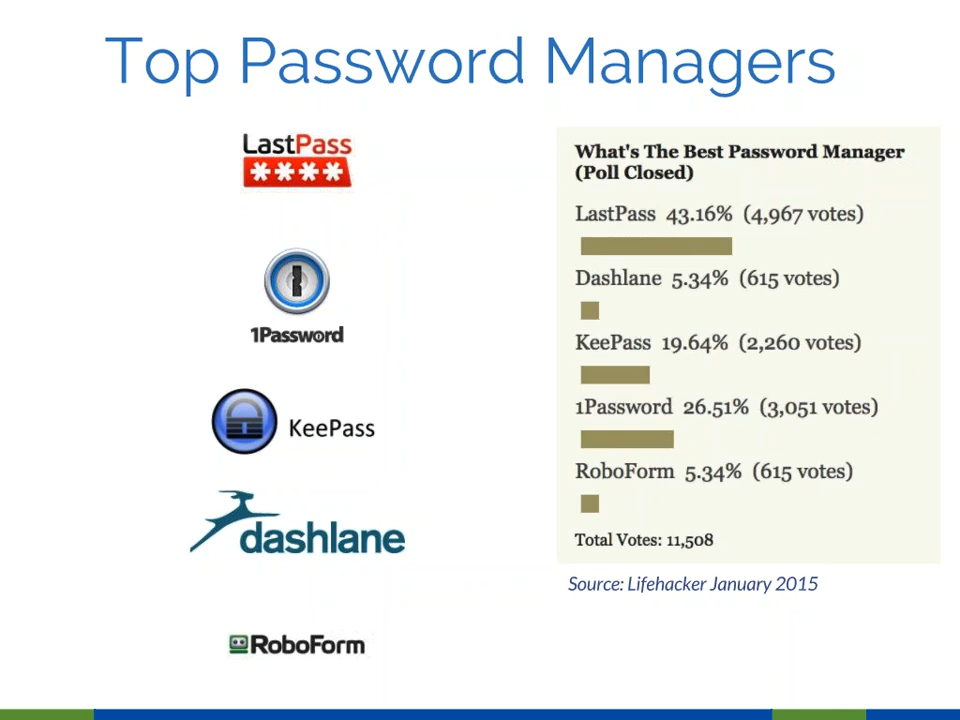 Top Password Managers
LastPass
****
1Password
KeePass
dashlane
RoboForm
What's The Best Password Manager
(Poll Closed)
LastPass 43.16% (4,967 votes)
Dashlane 5.34% (615 votes)
KeePass 19.64% (2,260 votes)
1Password 26.51% (3,051 votes)
RoboForm 5.34% (615 votes)
Total Votes: 11,508
Source: Lifehacker January 2015